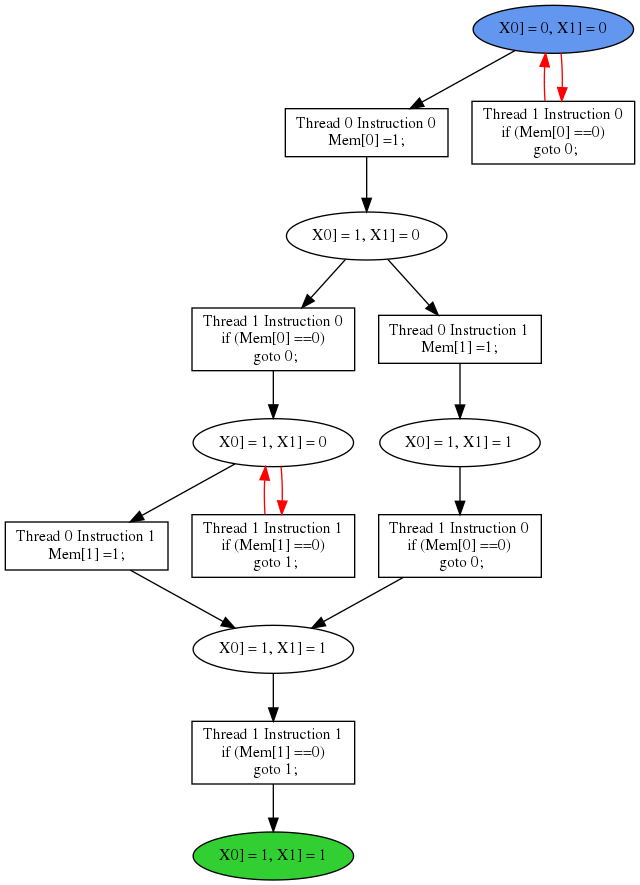 X0] = 0, X1] = 0
Thread 0 Instruction 0
Mem[0] =1;
Thread 1 Instruction 0
if (Mem[0] ==0)
goto 0;
X0] = 1, X1] = 0
Thread 1 Instruction 0
if (Mem[0] ==0)
goto 0;
Thread 0 Instruction 1
Mem[1] =1;
X0] = 1, X1] = 0
X0] = 1, X1] = 1
Thread 0 Instruction 1
Mem[1] =1;
Thread 1 Instruction 1
if (Mem[1] ==0)
goto 1;
Thread 1 Instruction 0
if (Mem[0] ==0)
goto 0;
X0] = 1, X1] = 1
Thread 1 Instruction 1
if (Mem[1] ==0)
goto 1;
X0] = 1, X1] = 1